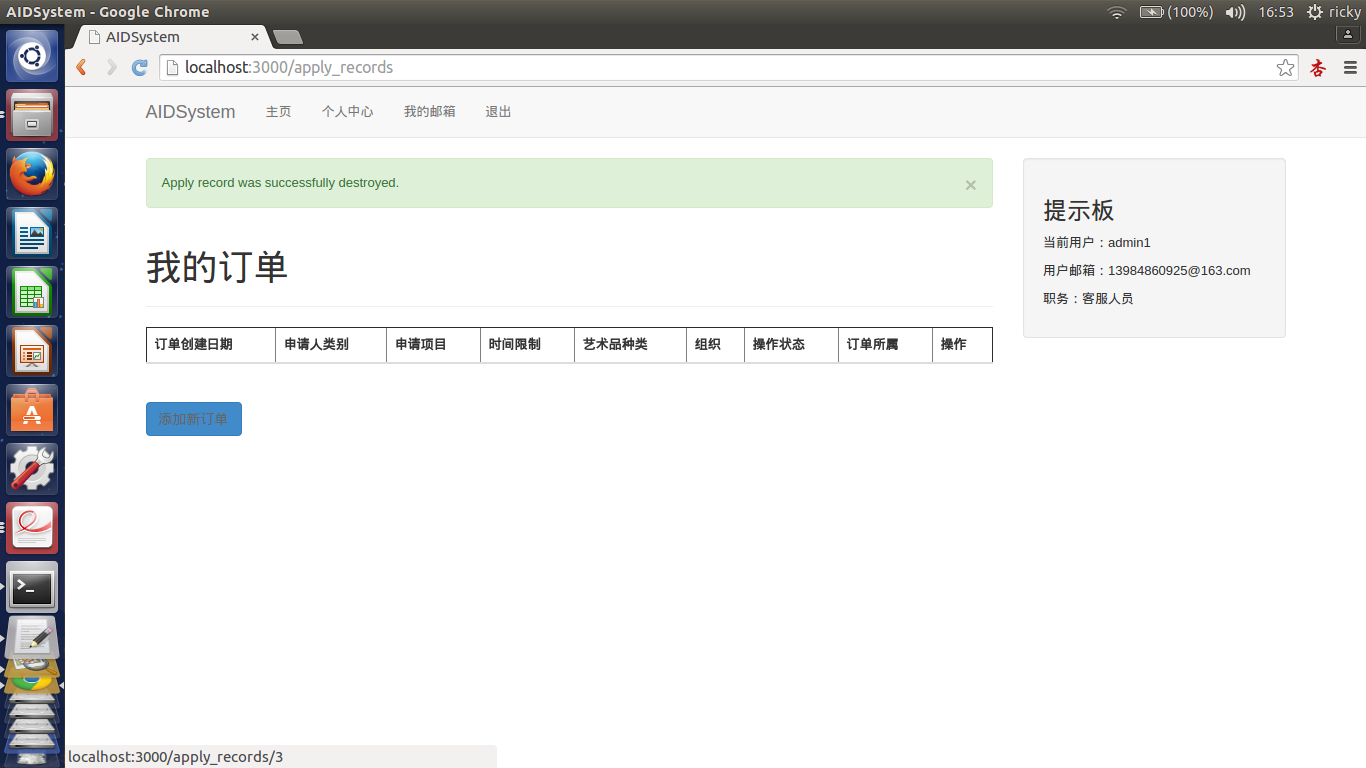 AIDSystem - Google Chrome
(100%)
16:53
ricky
AIDSystem
localhost:3000/apply_records
杏
AIDSystem 主页 个人中心 我的邮箱 退出
Apply record was successfully destroyed.
×
我的订单
订单创建日期 申请人类别 申请项目 时间限制 艺术品种类 组织 操作状态 订单所属 操作
添加新订单
提示板
当前用户：admin1
用户邮箱：13984860925@163.com
职务：客服人员
localhost:3000/apply_records/3